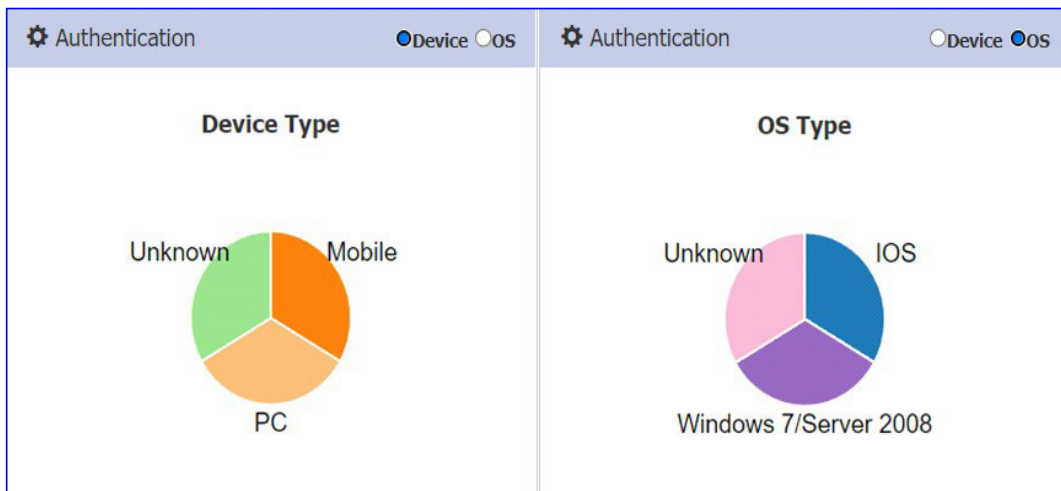 Authentication
Device OS
Device Type
Unknown
Mobile
PC
Authentication
Device OS
OS Type
Unknown
IOS
Windows 7/Server 2008